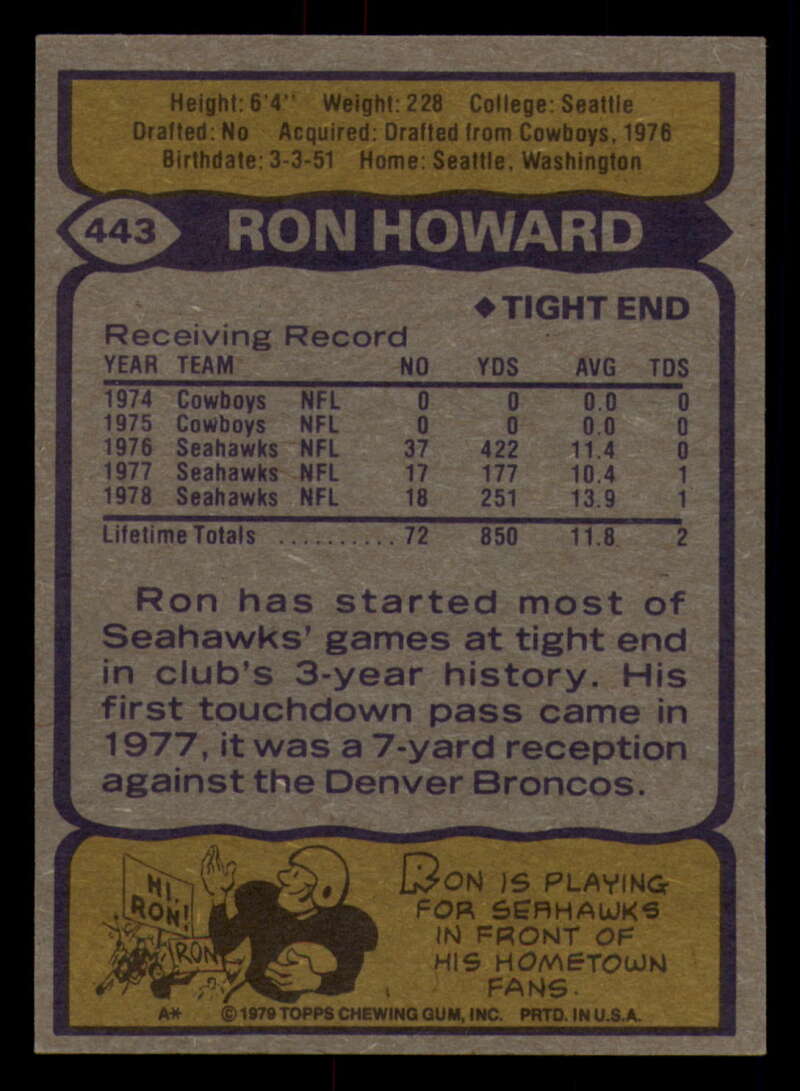 Height: 6'4" Weight: 228 College: Seattle
Drafted: No Acquired: Drafted from Cowboys, 1976
Birthdate: 3-3-51 Home: Seattle, Washington
443 RON HOWARD
◆TIGHT END
Receiving Record
YEAR TEAM NO YDS AVG TDS
1974 Cowboys NFL 0 0 0.0 0
1975 Cowboys NFL 0 0 0.0 0
1976 Seahawks NFL 37 422 11.4 0
1977 Seahawks NFL 17 177 10.4 1
1978 Seahawks NFL 18 251 13.9 1
Lifetime Totals .......... 72 850 11.8 2
Ron has started most of
Seahawks' games at tight end
in club's 3-year history. His
first touchdown pass came in
1977, it was a 7-yard reception
against the Denver Broncos.
HI,
RON!
RON
RON IS PLAYING
FOR SEAHAWKS
IN FRONT OF
HIS HOMETOWN
FANS.
A* ©1979 TOPPS CHEWING GUM, INC. PRTD. IN U.S.A.